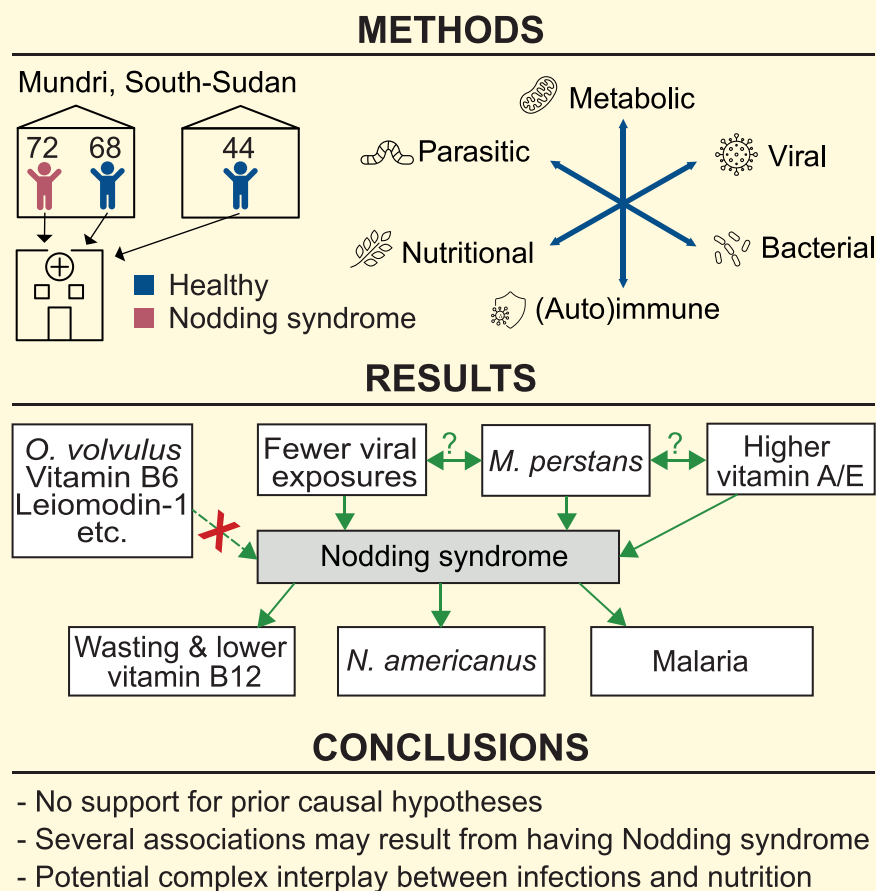 METHODS
Mundri, South-Sudan
72 68 44
Healthy
Nodding syndrome
Metabolic
Parasitic
Viral
Nutritional
Bacterial
(Auto)immune
RESULTS
O. volvulus
Vitamin B6
Leiomodin-1
etc.
Fewer viral
exposures
?
M. perstans
?
Higher
vitamin A/E
Nodding syndrome
Wasting & lower
vitamin B12
N. americanus
Malaria
CONCLUSIONS
- No support for prior causal hypotheses
- Several associations may result from having Nodding syndrome
- Potential complex interplay between infections and nutrition